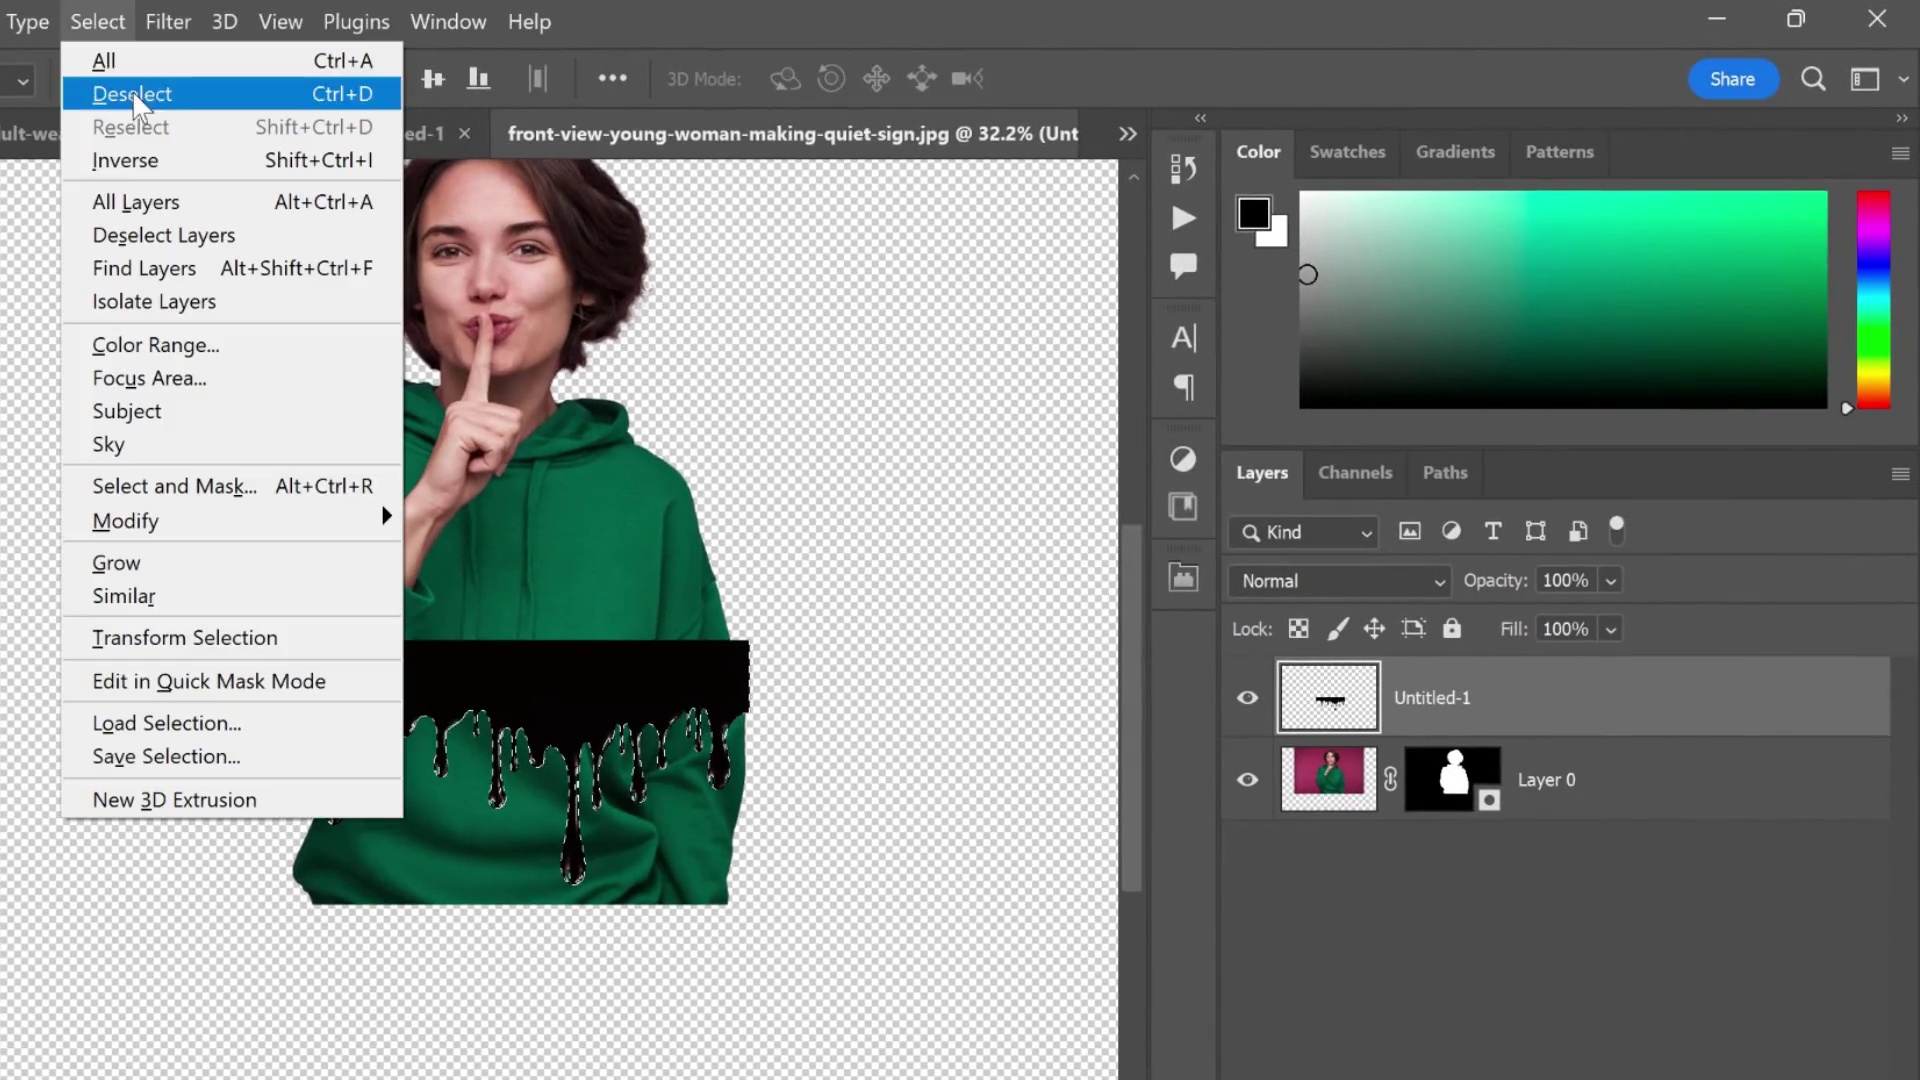 Type Select Filter 3D View Plugins Window Help
All Ctrl+A
Deselect Ctrl+D
Reselect Shift+Ctrl+D
Inverse Shift+Ctrl+I
All Layers Alt+Ctrl+A
Deselect Layers
Find Layers Alt+Shift+Ctrl+F
Isolate Layers
Color Range...
Focus Area...
Subject
Sky
Select and Mask... Alt+Ctrl+R
Modify
Grow
Similar
Transform Selection
Edit in Quick Mask Mode
Load Selection...
Save Selection...
New 3D Extrusion
3D Mode:
Share
ult-wea
ed-1 ×
front-view-young-woman-making-quiet-sign.jpg @ 32.2% (Unt
Color Swatches Gradients Patterns
Layers Channels Paths
Kind
Normal Opacity: 100%
Lock: Fill: 100%
Untitled-1
Layer 0